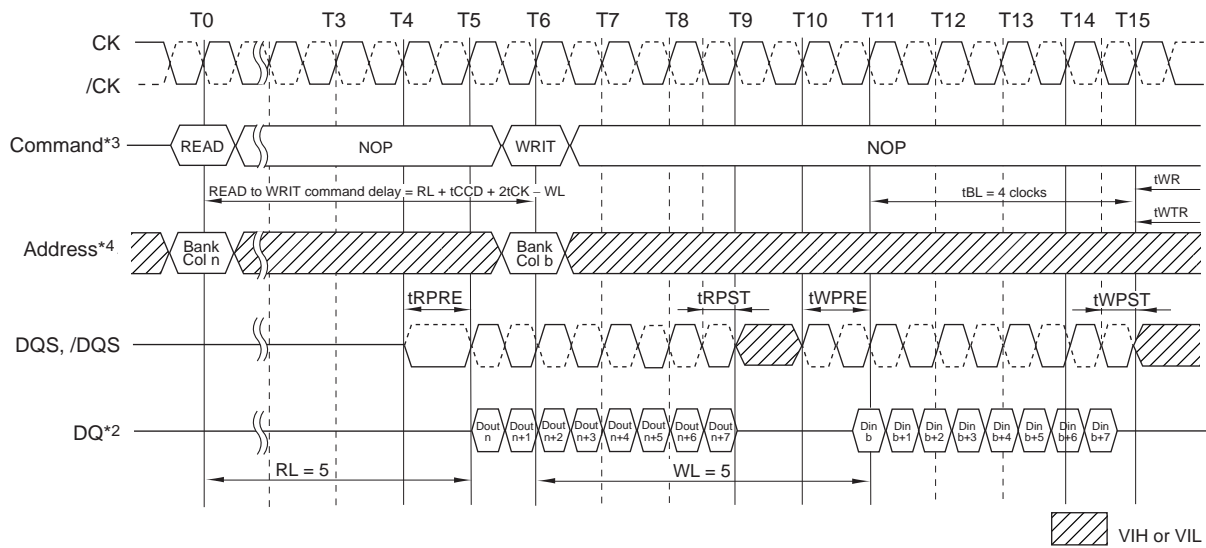 T0 T3 T4 T5 T6 T7 T8 T9 T10 T11 T12 T13 T14 T15
CK
/CK
Command*3 READ NOP WRIT NOP
READ to WRIT command delay = RL + tCCD + 2tCK – WL
tBL = 4 clocks
tWR
tWTR
Address*4 Bank Col n Bank Col b
tRPRE tRPST tWPRE tWPST
DQS, /DQS
DQ*2 Dout n Dout n+1 Dout n+2 Dout n+3 Dout n+4 Dout n+5 Dout n+6 Dout n+7 Din b Din b+1 Din b+2 Din b+3 Din b+4 Din b+5 Din b+6 Din b+7
RL = 5 WL = 5
VIH or VIL